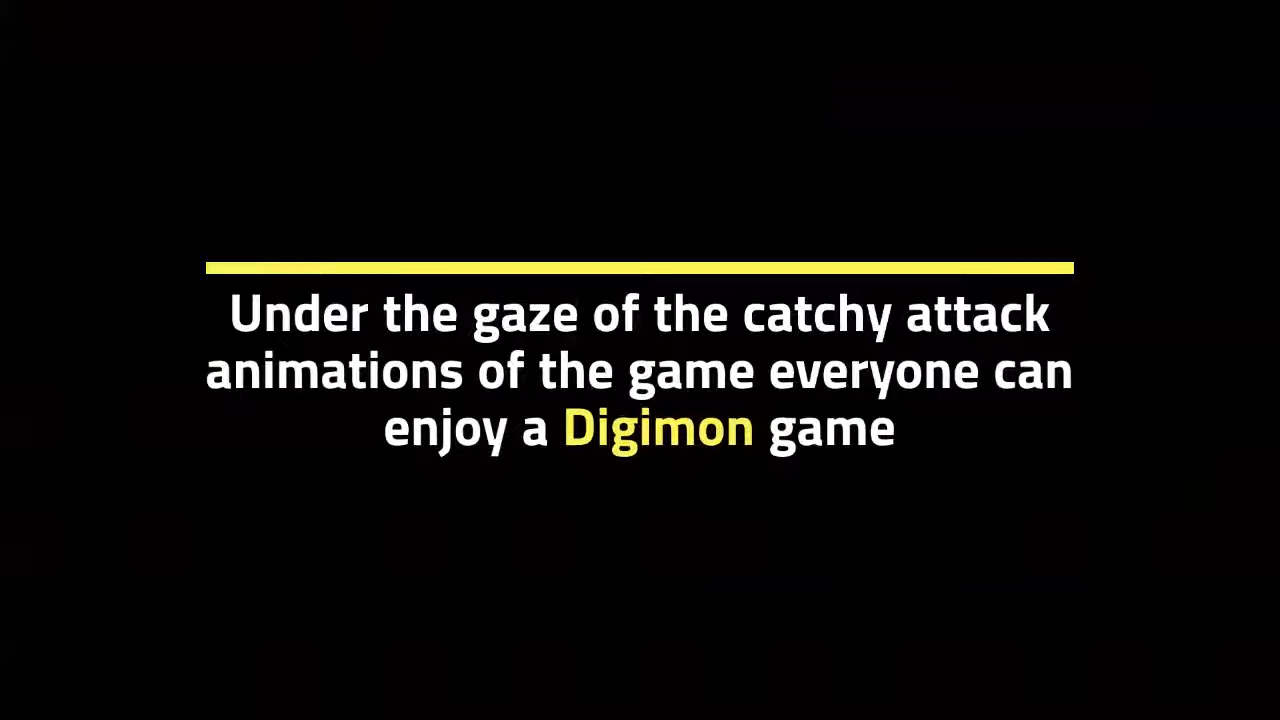 Under the gaze of the catchy attack
animations of the game everyone can
enjoy a Digimon game